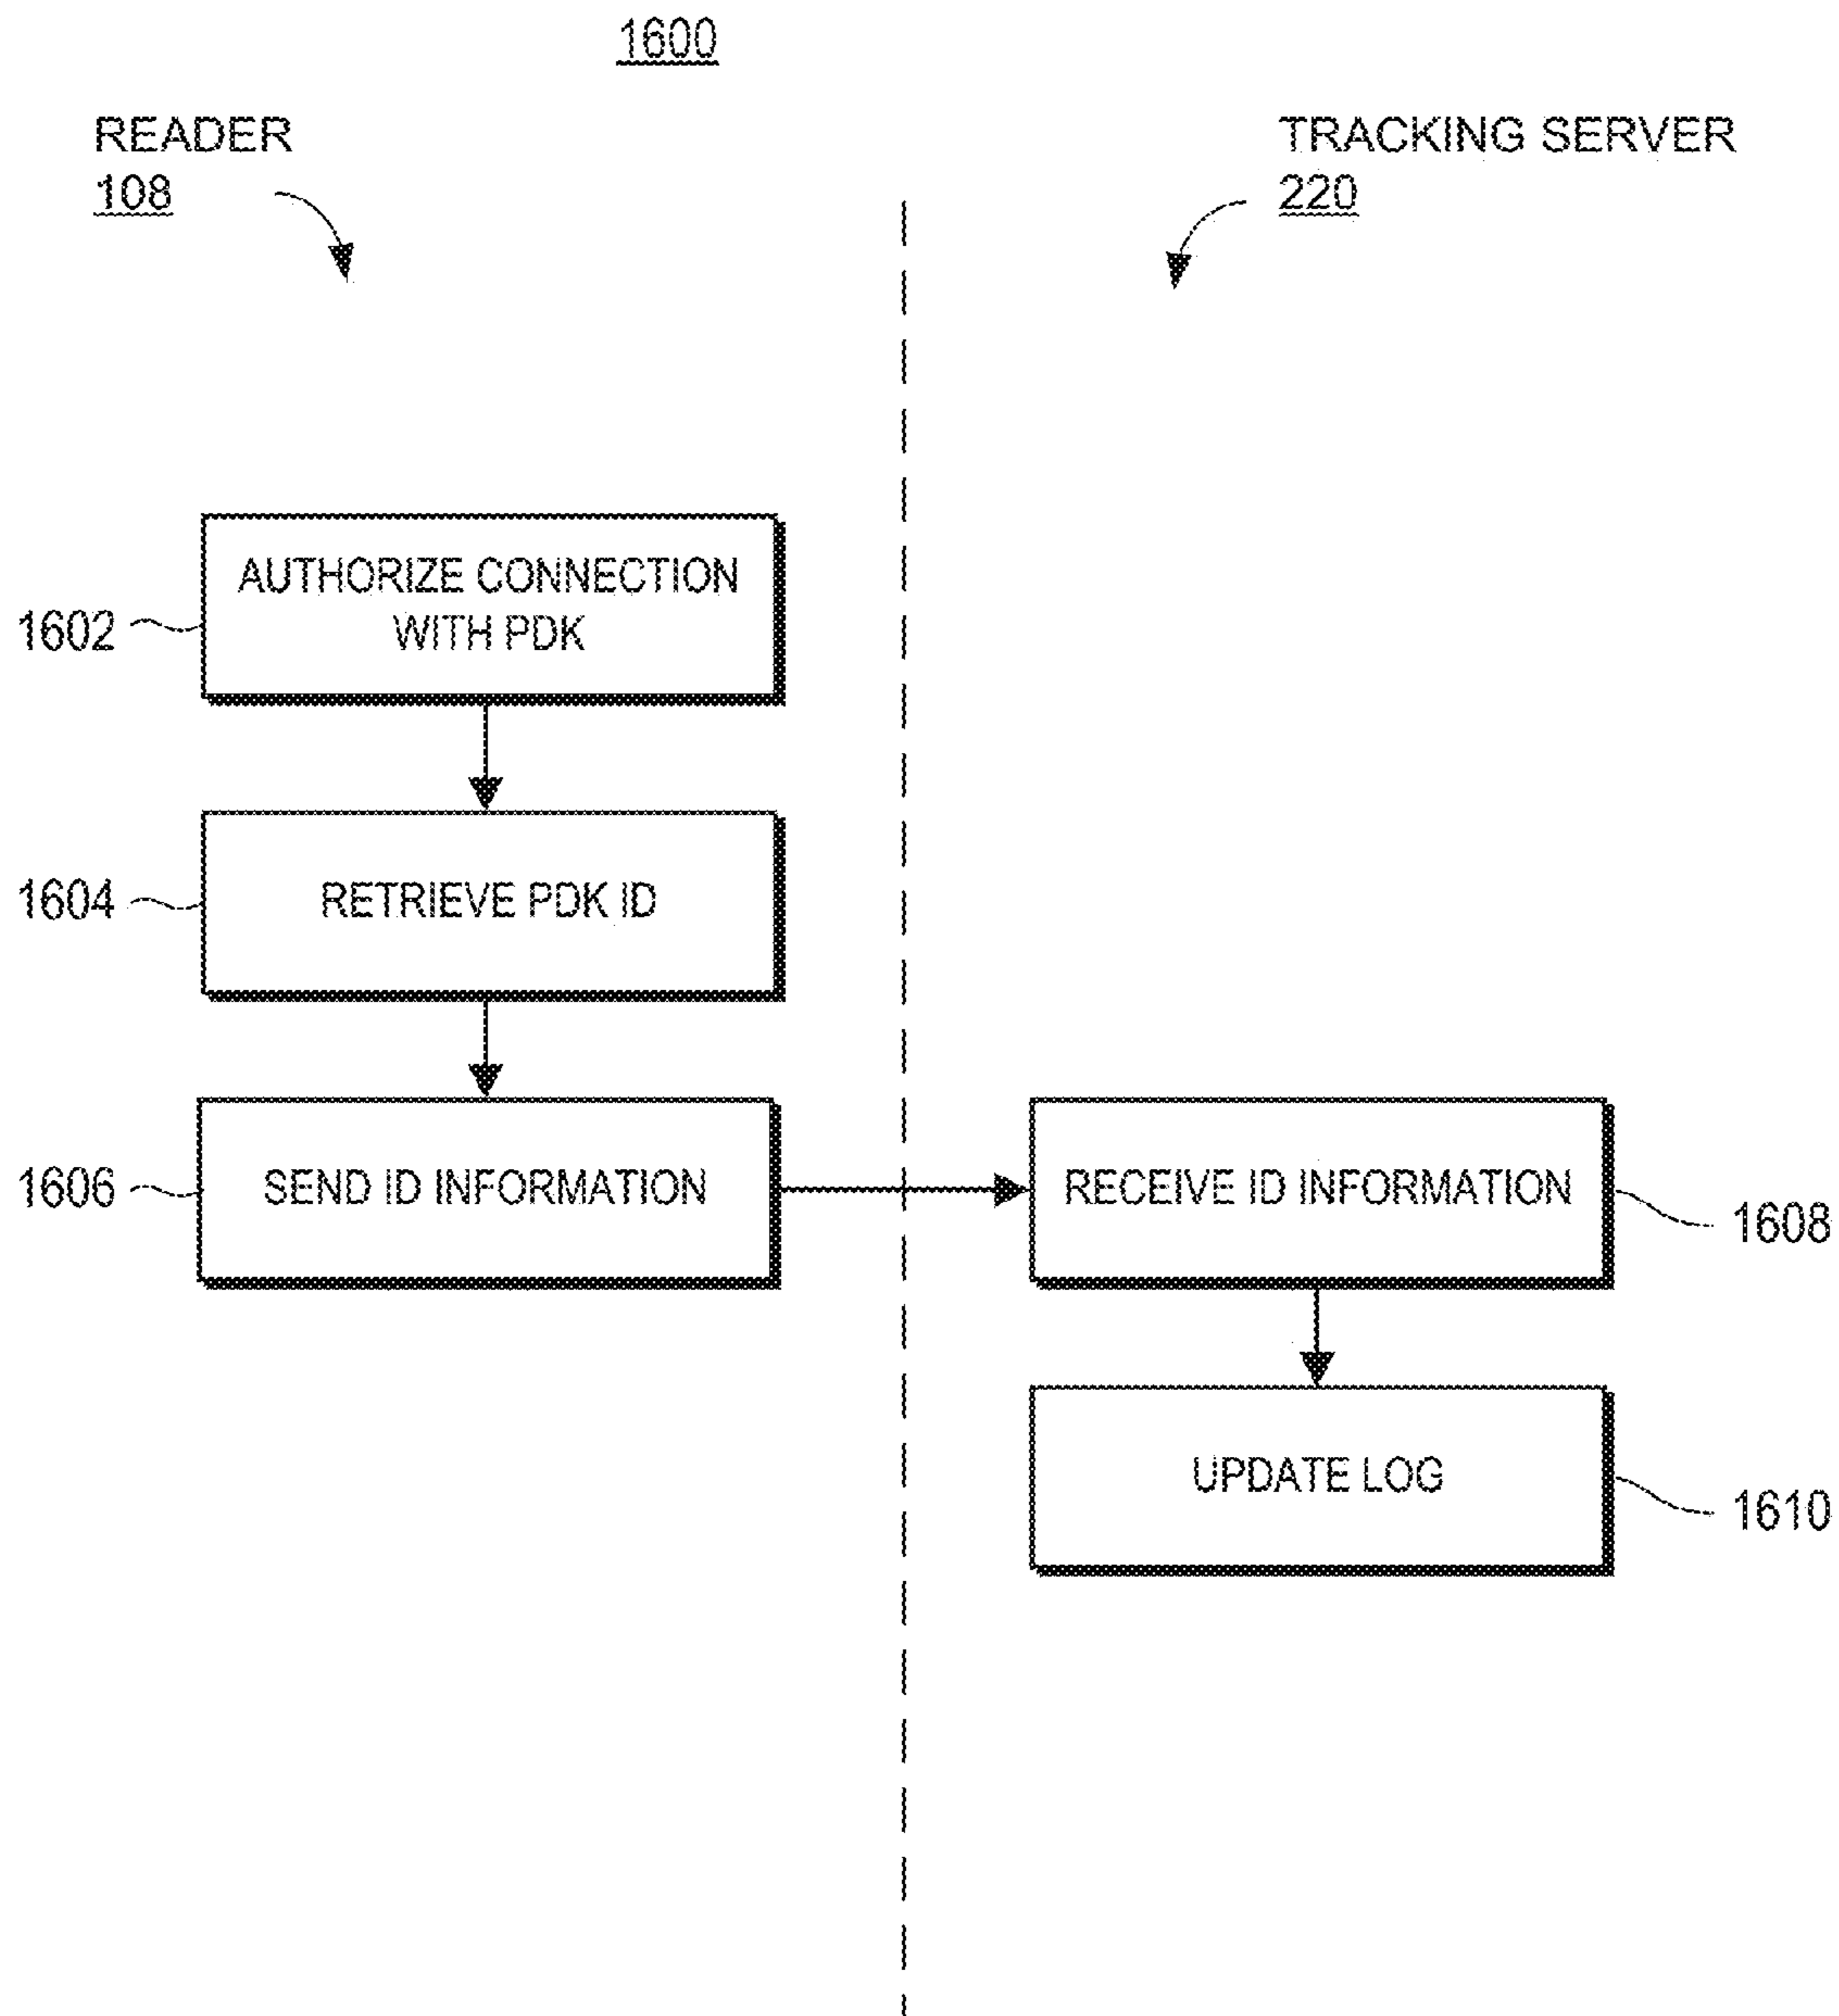 1600
READER
108
TRACKING SERVER
220
AUTHORIZE CONNECTION
WITH PDK
1602
RETRIEVE PDK ID
1604
SEND ID INFORMATION
1606
RECEIVE ID INFORMATION
1608
UPDATE LOG
1610